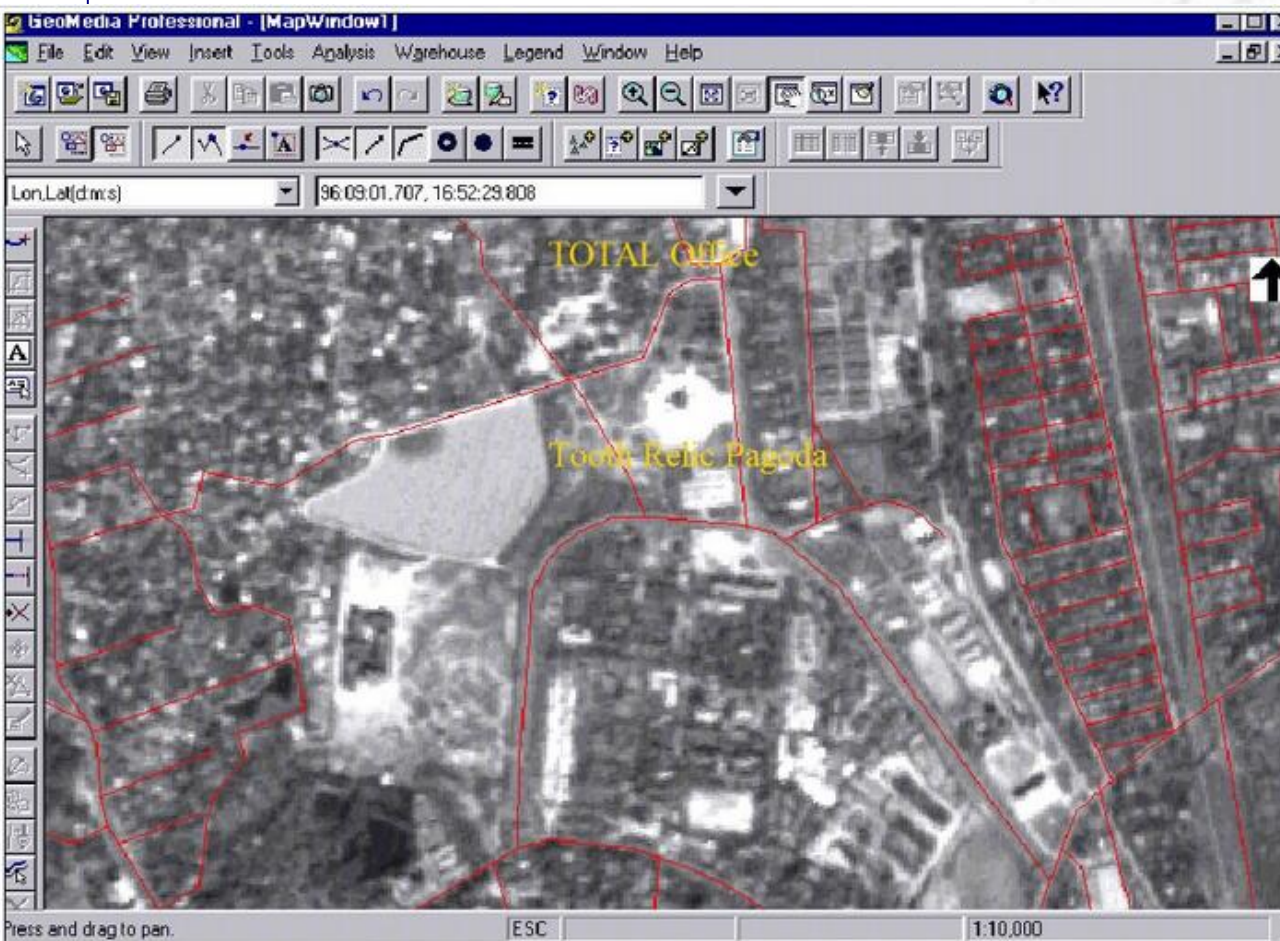 GeoMedia Professional - [MapWindow1]
File Edit View Insert Tools Analysis Warehouse Legend Window Help
Lon,Lat(d:m:s) 96:09:01.707, 16:52:29.808
TOTAL Office
Tooth Relic Pagoda
Press and drag to pan. ESC 1:10,000